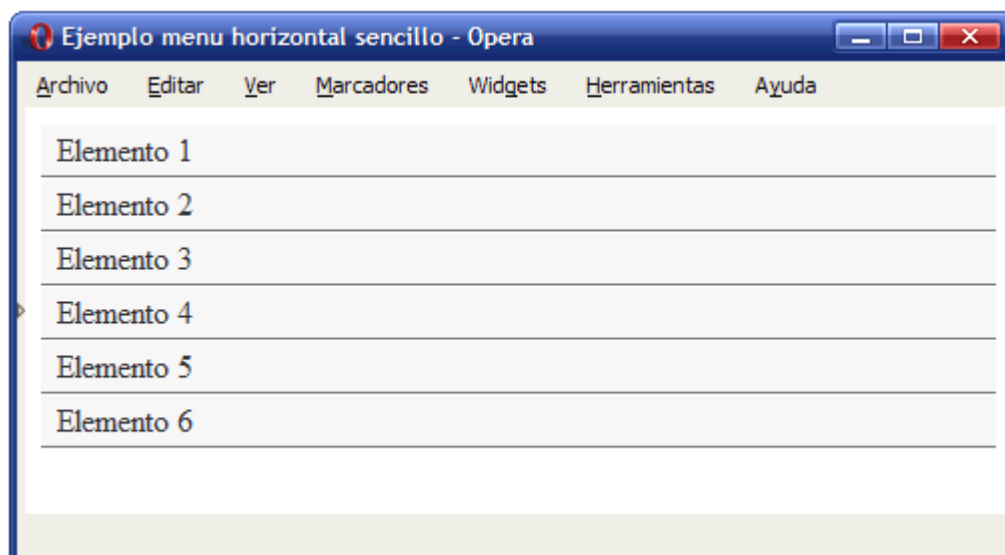 Ejemplo menu horizontal sencillo - Opera
Archivo Editar Ver Marcadores Widgets Herramientas Ayuda
Elemento 1
Elemento 2
Elemento 3
Elemento 4
Elemento 5
Elemento 6